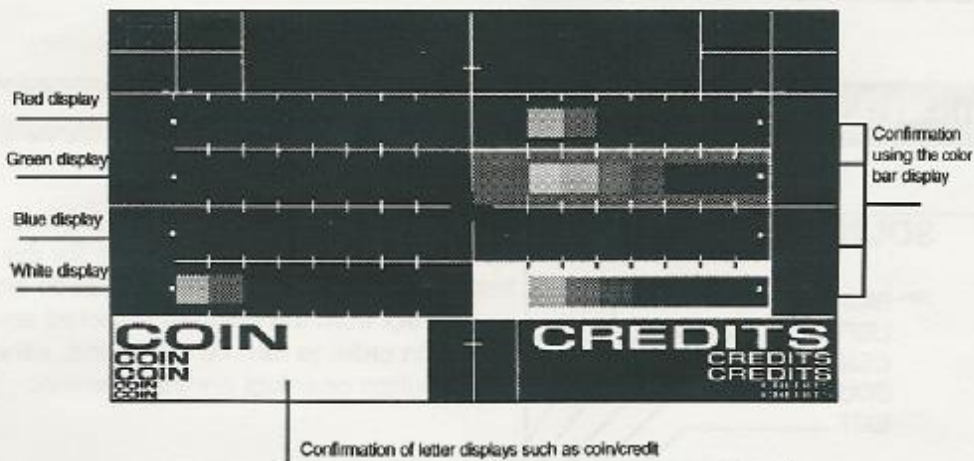 Red display
Green display
Blue display
White display
Confirmation
using the color
bar display
COIN
COIN
COIN
COIN
COIN
CREDITS
CREDITS
CREDITS
Confirmation of letter displays such as coin/credit